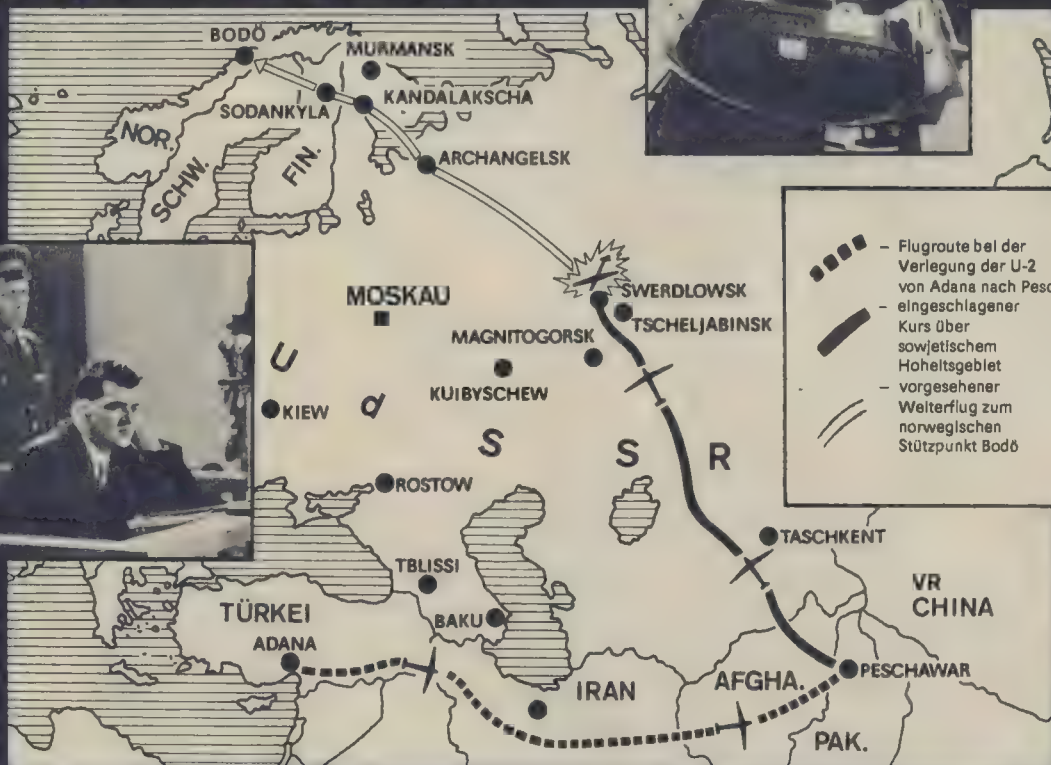 BODÖ
MURMANSK
KANDALAKSCHA
SODANKYLA
NOR.
SCHW.
FIN.
ARCHANGELSK
– Flugroute bei der
Verlegung der U-2
von Adana nach Pesc
– eingeschlagener
Kurs über
sowjetischem
Hoheitsgebiet
– vorgesehener
Weiterflug zum
norwegischen
Stützpunkt Bodö
SWERDLOWSK
MOSKAU
TSCHELJABINSK
MAGNITOGORSK
KUIBYSCHEW
KIEW
U d S S R
ROSTOW
TASCHKENT
TBLISSI
VR
CHINA
TÜRKEI
BAKU
ADANA
PESCHAWAR
IRAN
AFGHA.
PAK.